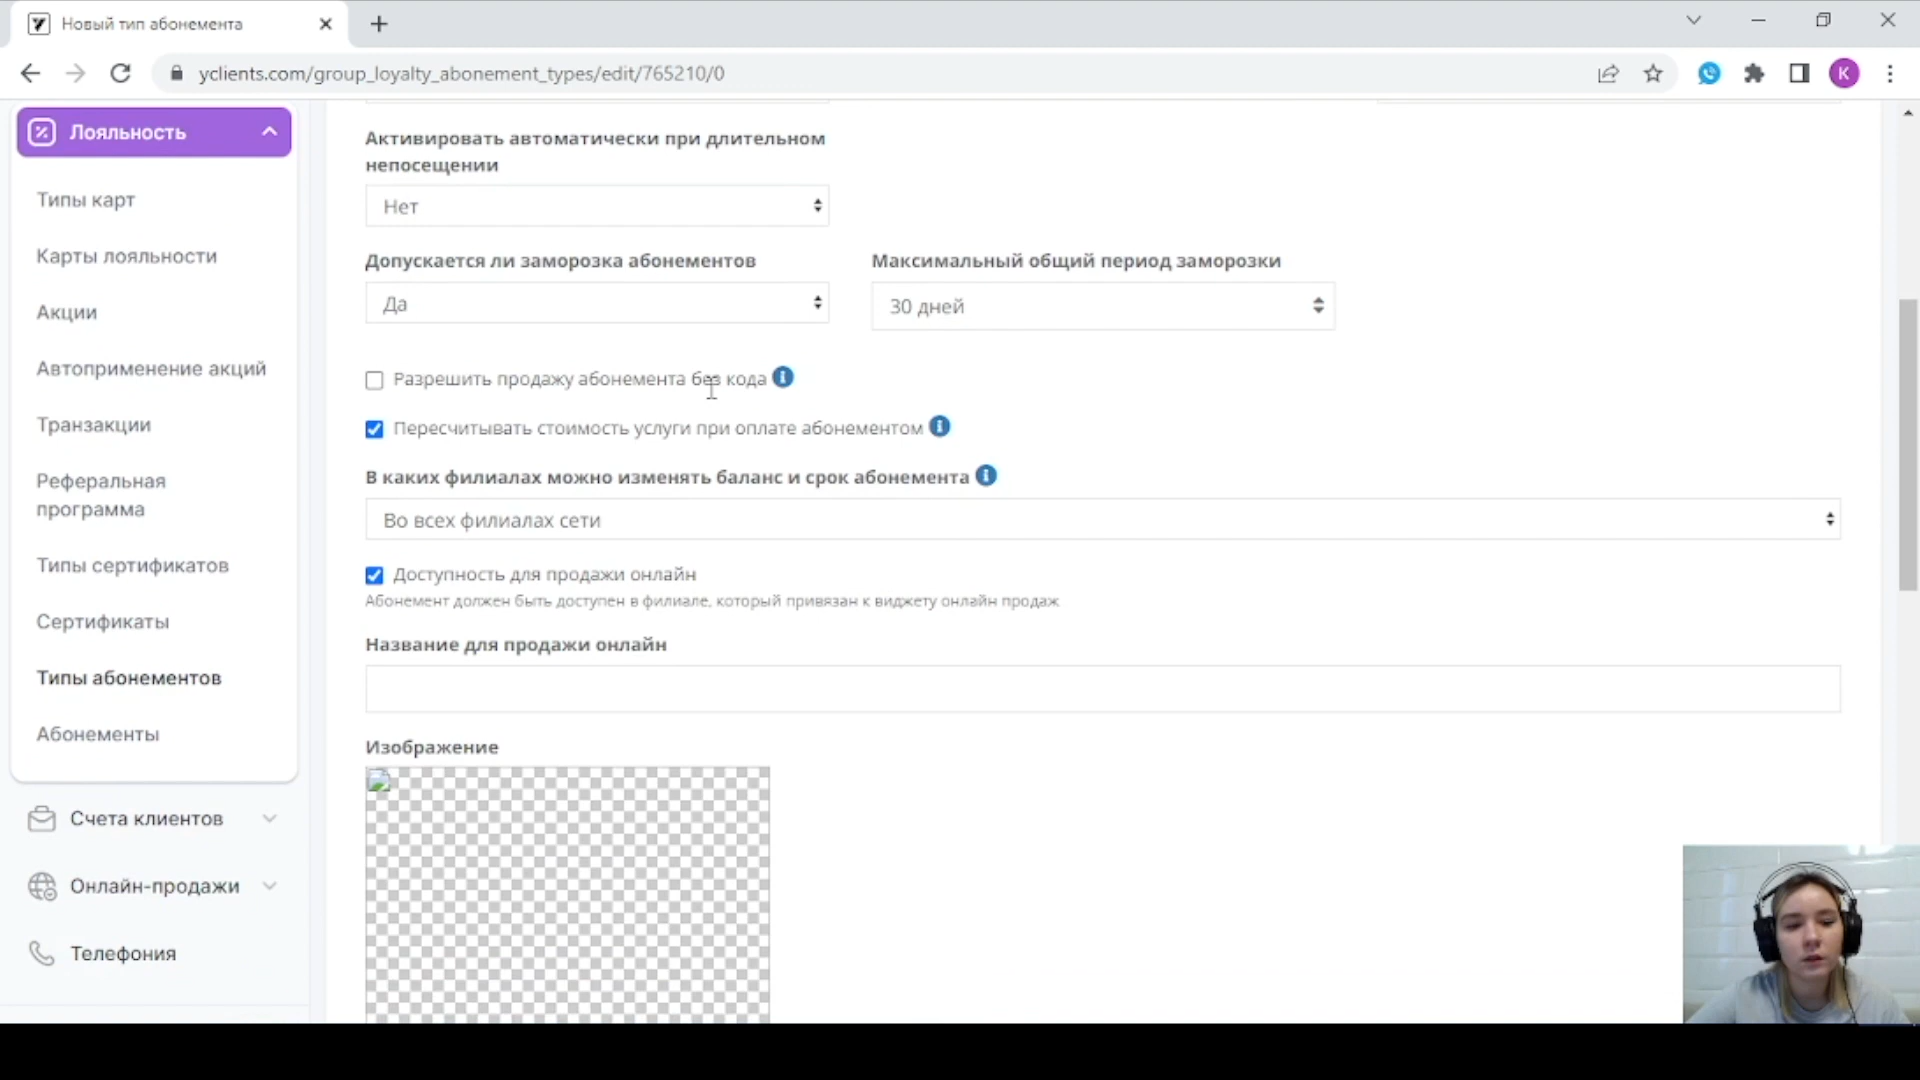 Новый тип абонемента
yclients.com/group_loyalty_abonement_types/edit/765210/0
K
Лояльность
Типы карт
Карты лояльности
Акции
Автоприменение акций
Транзакции
Реферальная
программа
Типы сертификатов
Сертификаты
Типы абонементов
Абонементы
Счета клиентов
Онлайн-продажи
Телефония
Активировать автоматически при длительном
непосещении
Нет
Допускается ли заморозка абонементов
Максимальный общий период заморозки
Да
30 дней
Разрешить продажу абонемента без кода
Пересчитывать стоимость услуги при оплате абонементом
В каких филиалах можно изменять баланс и срок абонемента
Во всех филиалах сети
Доступность для продажи онлайн
Абонемент должен быть доступен в филиале, который привязан к виджету онлайн продаж
Название для продажи онлайн
Изображение